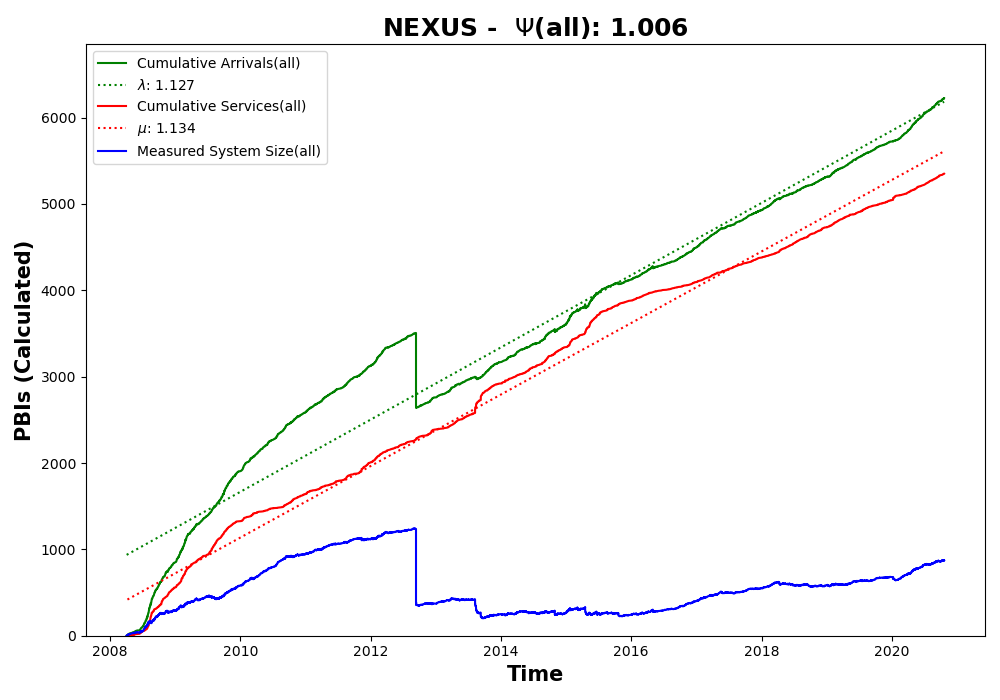 NEXUS - Ψ(all): 1.006
Cumulative Arrivals(all)
λ: 1.127
Cumulative Services(all)
μ: 1.134
Measured System Size(all)
PBIs (Calculated)
6000
5000
4000
3000
2000
1000
0
2008 2010 2012 2014 2016 2018 2020
Time